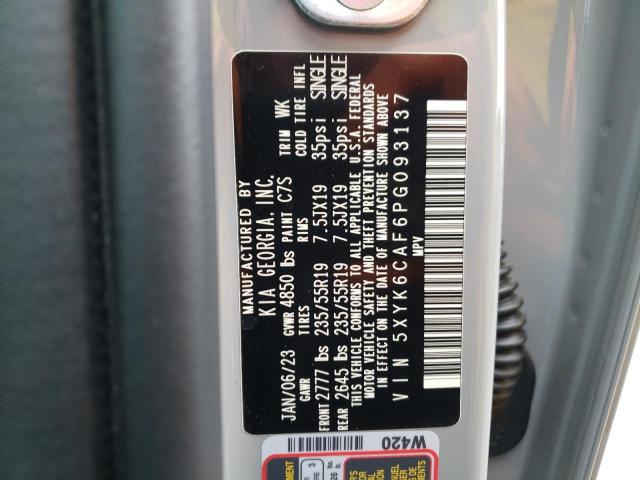 MANUFACTURED BY
KIA GEORGIA, INC.
JAN/06/23 GVWR 4850 lbs PAINT C7S TRIM WK
GAWR TIRES RIMS COLD TIRE INFL
FRONT 2777 lbs 235/55R19 7.5JX19 35psi SINGLE
REAR 2645 lbs 235/55R19 7.5JX19 35psi SINGLE
THIS VEHICLE CONFORMS TO ALL APPLICABLE U.S.A. FEDERAL
MOTOR VEHICLE SAFETY AND THEFT PREVENTION STANDARDS
IN EFFECT ON THE DATE OF MANUFACTURE SHOWN ABOVE
VIN 5XYK6CAF6PG093137
MPV
W420
3
26